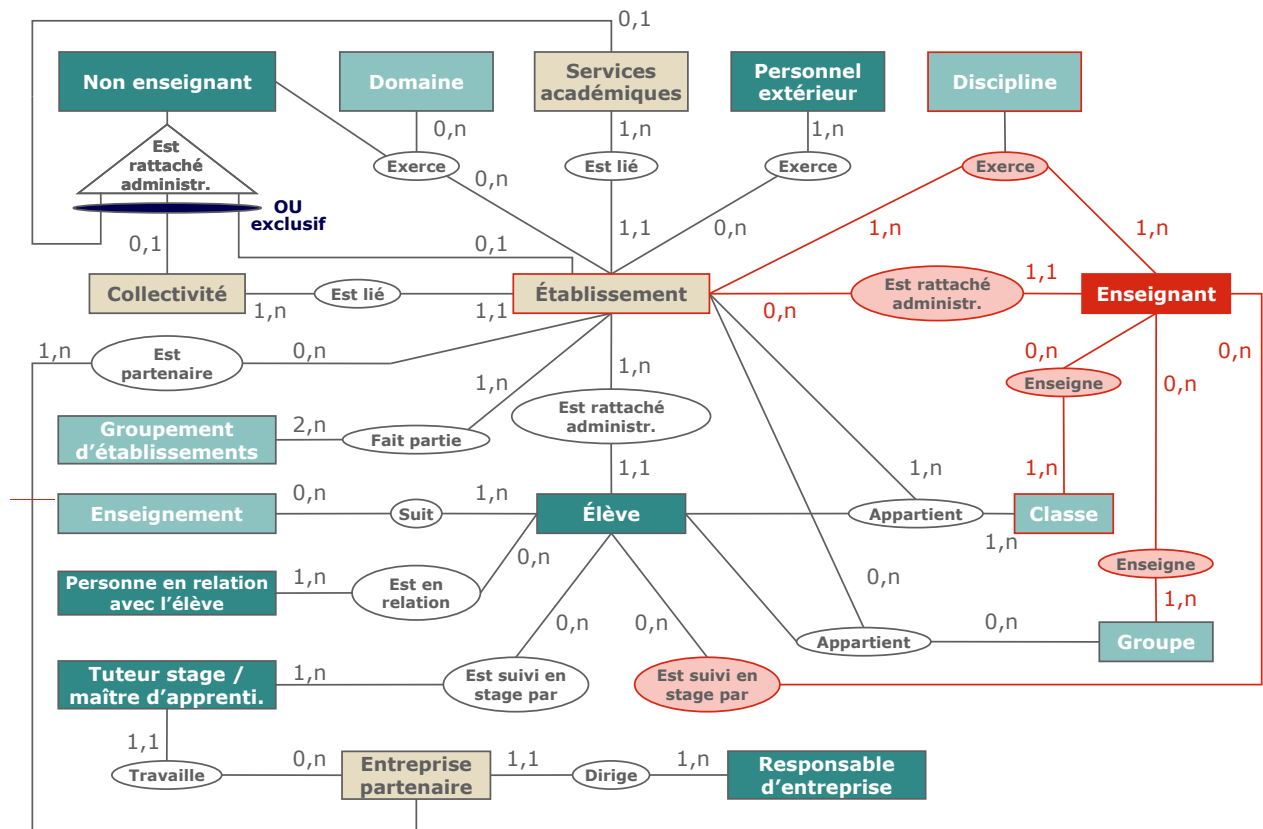 0,1
Non enseignant
Domaine
Services
académiques
Personnel
extérieur
Discipline
0,n
1,n
1,n
Est
rattaché
administr.
Exerce
Est lié
Exerce
Exerce
0,n
OU
exclusif
0,1
0,1
1,1
0,n
1,n
1,n
Collectivité
Est lié
Établissement
Est rattaché
administr.
1,1
Enseignant
1,n
1,1
0,n
1,n
Est
partenaire
0,n
1,n
1,n
0,n
Enseigne
0,n
0,n
Groupement
d’établissements
2,n
Fait partie
Est rattaché
administr.
1,1
1,n
1,n
Enseignement
0,n
Suit
1,n
Élève
Appartient
Classe
1,n
0,n
Personne en relation
avec l’élève
1,n
Est en
relation
0,n
Enseigne
1,n
0,n
0,n
Appartient
0,n
Groupe
Tuteur stage /
maître d’apprenti.
1,n
Est suivi en
stage par
Est suivi en
stage par
1,1
Travaille
0,n
Entreprise
partenaire
1,1
Dirige
1,n
Responsable
d’entreprise